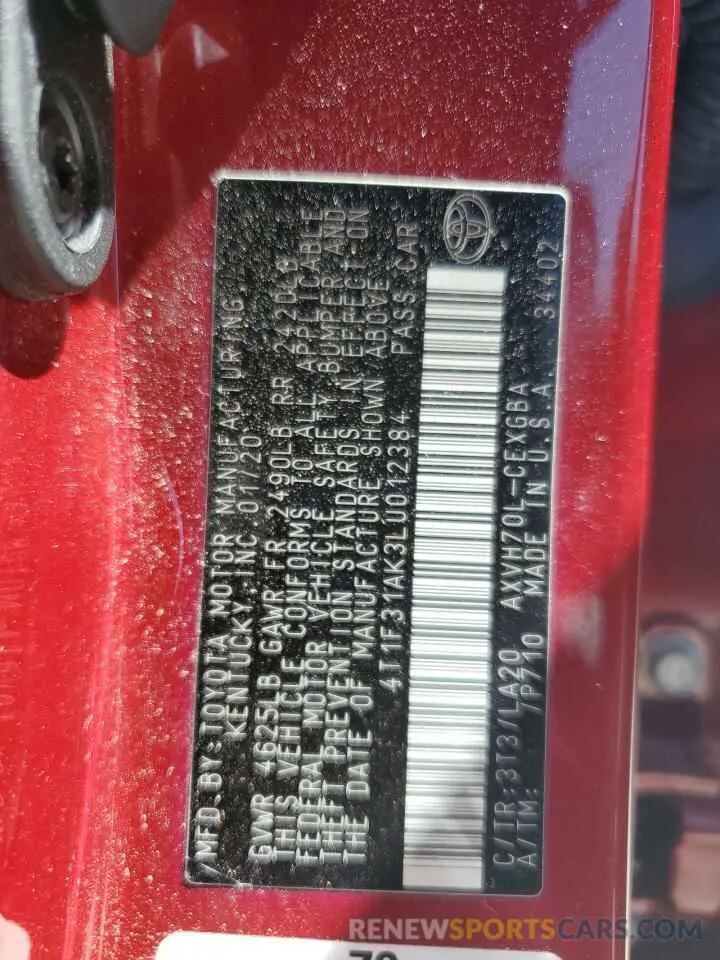 MFD.BY:TOYOTA MOTOR MANUFACTURING
KENTUCKY,INC 01/20
GVWR 4625LB GAWR FR 2490LB RR 2420LB
THIS VEHICLE CONFORMS TO ALL APPLICABLE
FEDERAL MOTOR VEHICLE SAFETY, BUMPER, AND
THEFT PREVENTION STANDARDS IN EFFECT ON
THE DATE OF MANUFACTURE SHOWN ABOVE.
4T1F31AK3LU012384 PASS CAR
C/TR:3T3/LA20 AXVH70L-CEXGBA
A/TM: /P710 MADE IN U.S.A. 34402
RENEWSPORTSCARS.COM